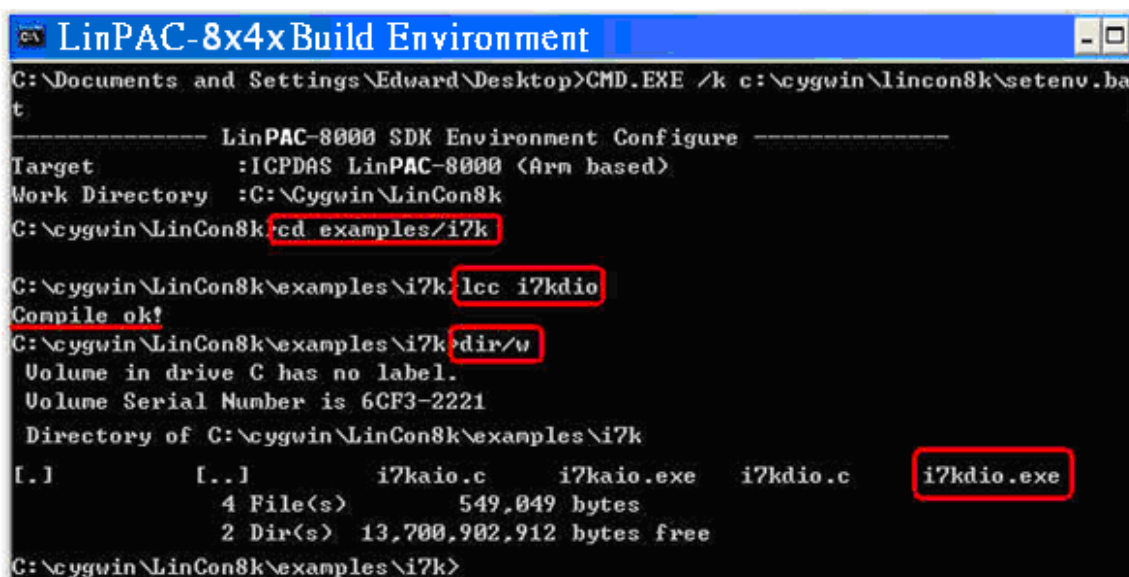 LinPAC-8x4x Build Environment
C:\Documents and Settings\Edward\Desktop>CMD.EXE /k c:\cygwin\lincon8k\setenv.ba
t
-------------- LinPAC-8000 SDK Environment Configure --------------
Target :ICPDAS LinPAC-8000 (Arm based)
Work Directory :C:\Cygwin\LinCon8k
C:\cygwin\LinCon8k>cd examples/i7k
C:\cygwin\LinCon8k\examples\i7k>lcc i7kdio
Compile ok!
C:\cygwin\LinCon8k\examples\i7k>dir/w
Volume in drive C has no label.
Volume Serial Number is 6CF3-2221
Directory of C:\cygwin\LinCon8k\examples\i7k
[.] [..] i7kaio.c i7kaio.exe i7kdio.c i7kdio.exe
4 File(s) 549,049 bytes
2 Dir(s) 13,700,902,912 bytes free
C:\cygwin\LinCon8k\examples\i7k>